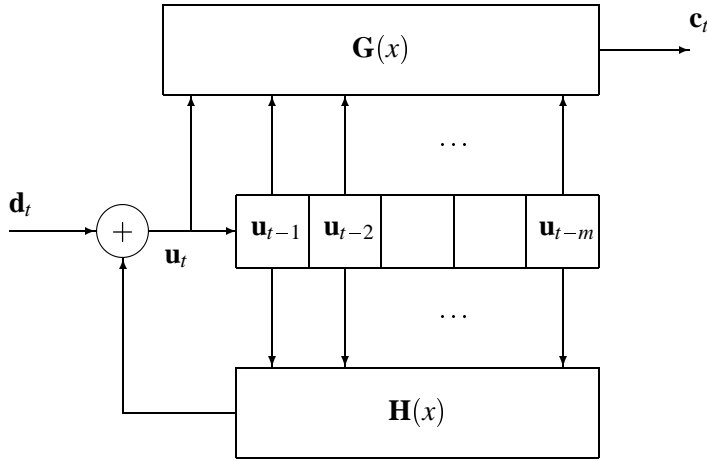 G(x)
c_t
...
d_t
+
u_t
u_{t−1} u_{t−2} u_{t−m}
...
H(x)